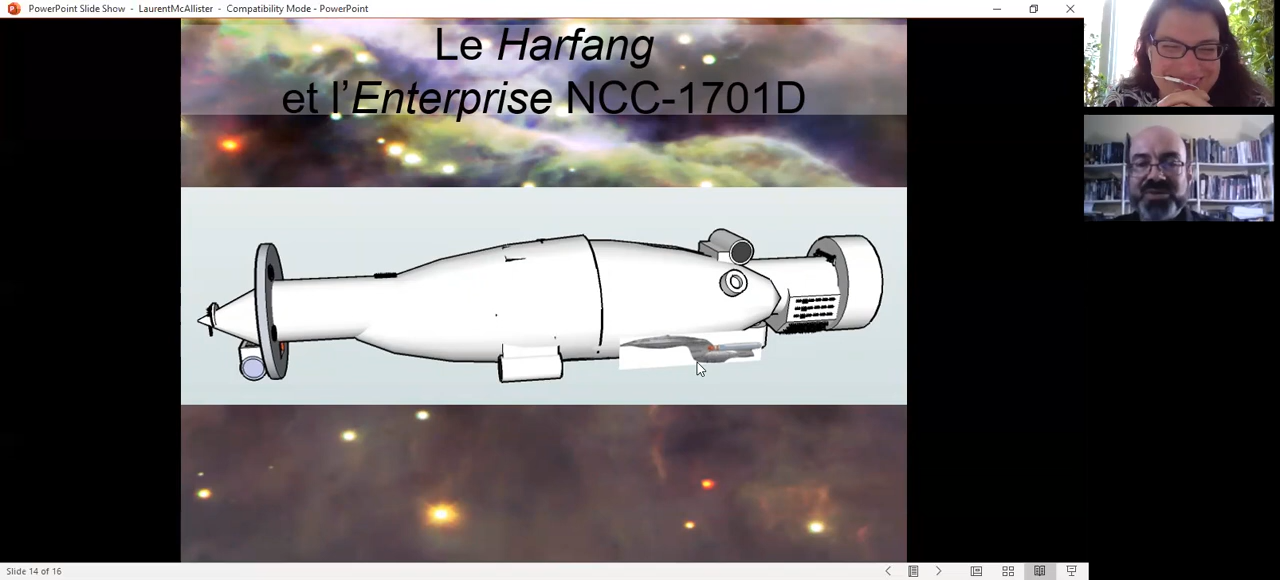 PowerPoint Slide Show - LaurentMcAllister - Compatibility Mode - PowerPoint
Le Harfang
et l’Enterprise NCC-1701D
Slide 14 of 16